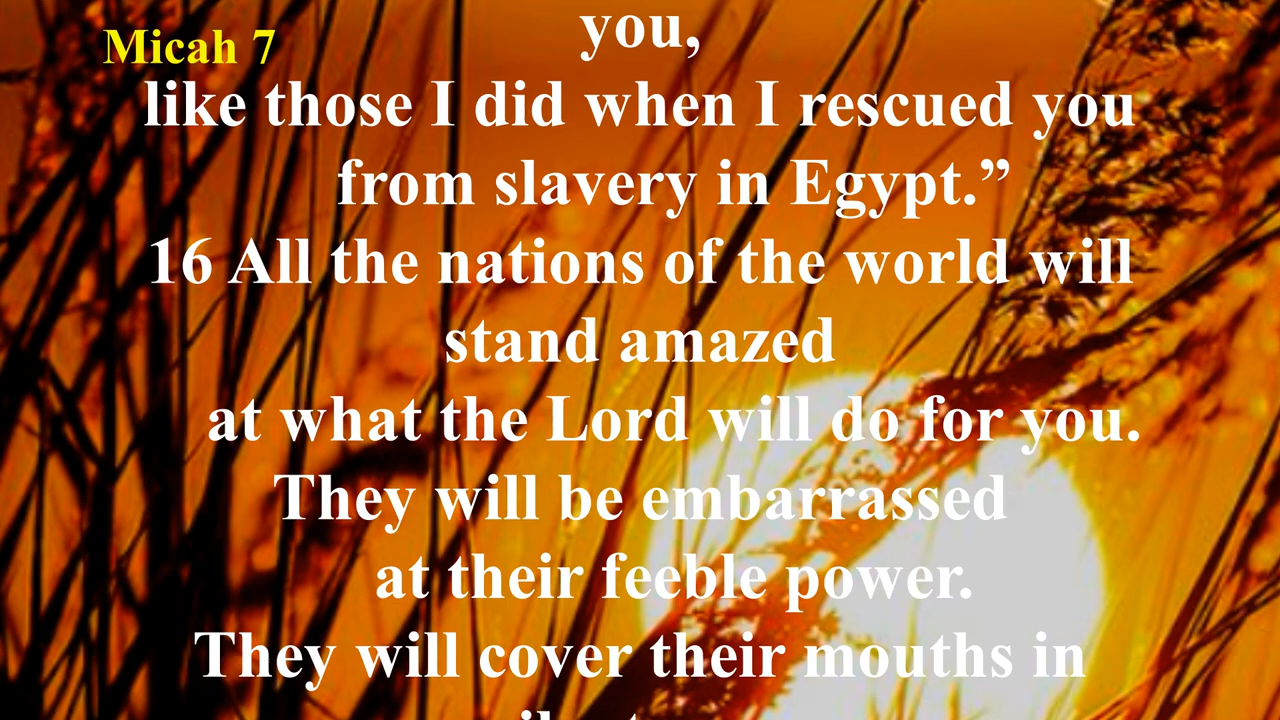 you,
Micah 7
like those I did when I rescued you
from slavery in Egypt.”
16 All the nations of the world will
stand amazed
at what the Lord will do for you.
They will be embarrassed
at their feeble power.
They will cover their mouths in